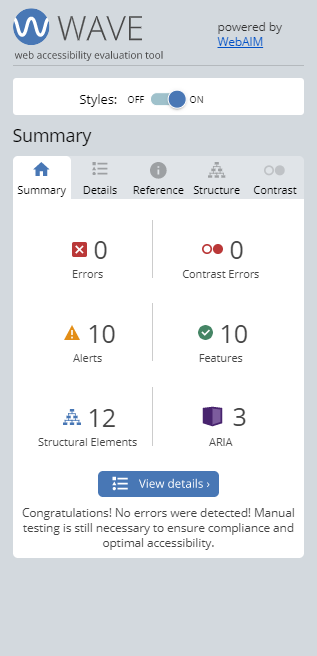 WAVE
powered by
WebAIM
web accessibility evaluation tool
Styles: OFF ON
Summary
Summary Details Reference Structure Contrast
0 0
Errors Contrast Errors
10 10
Alerts Features
12 3
Structural Elements ARIA
View details ›
Congratulations! No errors were detected! Manual
testing is still necessary to ensure compliance and
optimal accessibility.